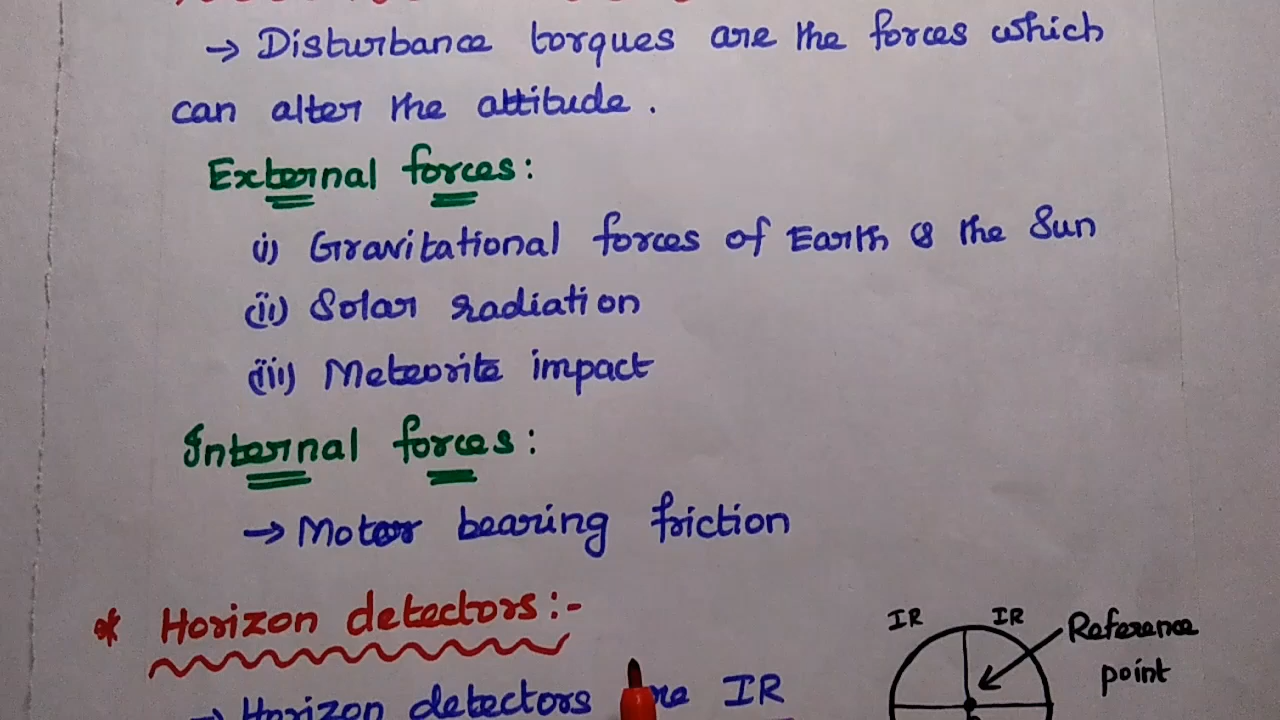 → Disturbance torques are the forces which
can alter the attitude.
External forces:
(i) Gravitational forces of Earth & the Sun
(ii) Solar radiation
(iii) Meteorite impact
Internal forces:
→ Motor bearing friction
* Horizon detectors:-
→ Horizon detectors are IR
IR IR
Reference
point